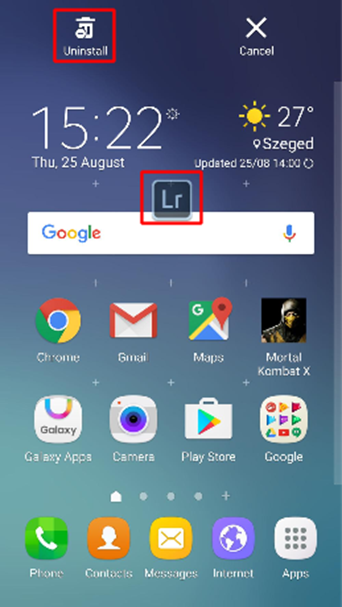 Uninstall
Cancel
15:22
27°
Szeged
Thu, 25 August
Updated 25/08 14:00
Lr
Google
Chrome
Gmail
Maps
Mortal
Kombat X
Galaxy
Galaxy Apps
Camera
Play Store
Google
Phone
Contacts
Messages
Internet
Apps